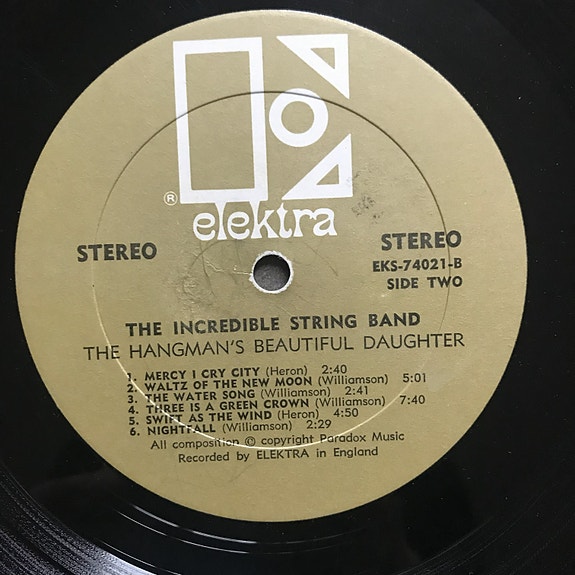 ® elektra
STEREO
STEREO
EKS-74021-B
SIDE TWO
THE INCREDIBLE STRING BAND
THE HANGMAN'S BEAUTIFUL DAUGHTER
1. MERCY I CRY CITY (Heron) 2:40
2. WALTZ OF THE NEW MOON (Williamson) 5:01
3. THE WATER SONG (Williamson) 2:41
4. THREE IS A GREEN CROWN (Williamson) 7:40
5. SWIFT AS THE WIND (Heron) 4:50
6. NIGHTFALL (Williamson) 2:29
All composition © copyright Paradox Music
Recorded by ELEKTRA in England